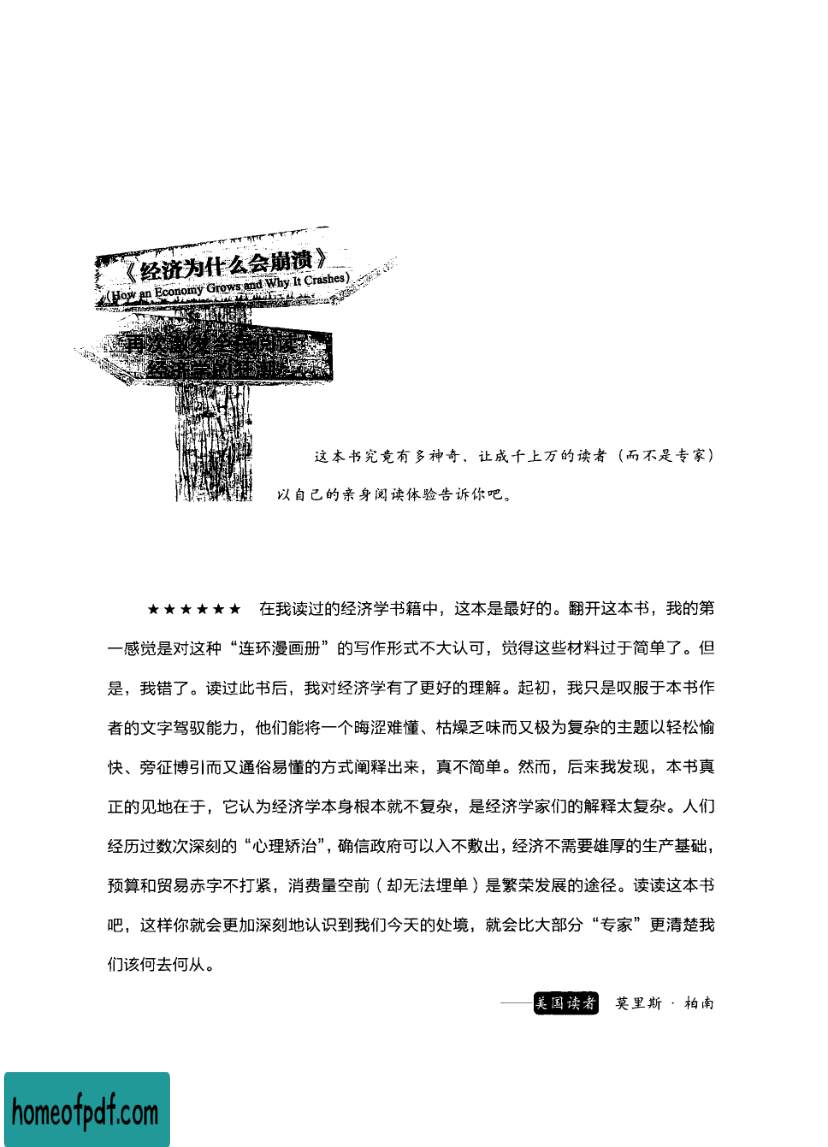 《经济为什么会崩溃》
(How an Economy Grows and Why It Crashes)
再次激发全民阅读
经济学的狂潮
这本书究竟有多神奇、让成千上万的读者（而不是专家）
以自己的亲身阅读体验告诉你吧。
★★★★★★ 在我读过的经济学书籍中，这本是最好的。翻开这本书，我的第
一感觉是对这种“连环漫画册”的写作形式不大认可，觉得这些材料过于简单了。但
是，我错了。读过此书后，我对经济学有了更好的理解。起初，我只是叹服于本书作
者的文字驾驭能力，他们能将一个晦涩难懂、枯燥乏味而又极为复杂的主题以轻松愉
快、旁征博引而又通俗易懂的方式阐释出来，真不简单。然而，后来我发现，本书真
正的见地在于，它认为经济学本身根本就不复杂，是经济学家们的解释太复杂。人们
经历过数次深刻的“心理矫治”，确信政府可以入不敷出，经济不需要雄厚的生产基础，
预算和贸易赤字不打紧，消费量空前（却无法埋单）是繁荣发展的途径。读读这本书
吧，这样你就会更加深刻地认识到我们今天的处境，就会比大部分“专家”更清楚我
们该何去何从。
——美国读者 莫里斯·柏南
homeofpdf.com